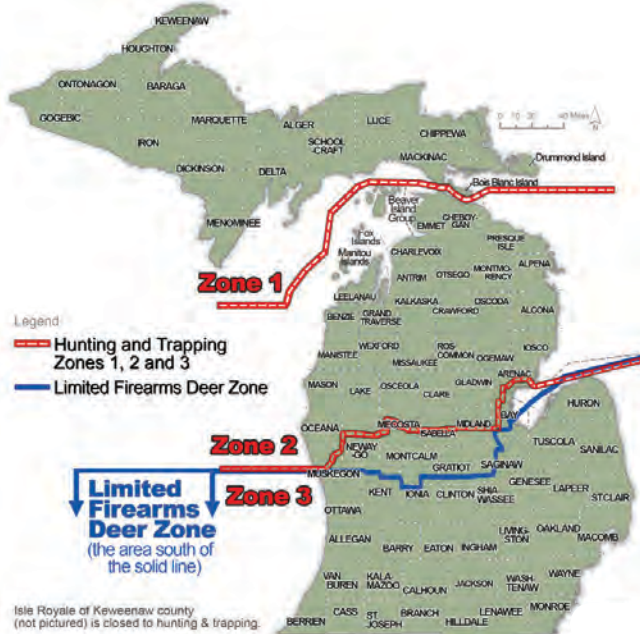 KEWEENAW
HOUGHTON
ONTONAGON
BARAGA
GOGEBIC
MARQUETTE
ALGER
LUCE
SCHOOL
-CRAFT
CHIPPEWA
IRON
MACKINAC
DICKINSON
DELTA
MENOMINEE
0 10 20 40 Miles
N
Drummond Island
Bois Blanc Island
Beaver
Island
Group
EMMET
CHEBOY-
GAN
Fox
Islands
Manitou
Islands
PRESQUE
ISLE
CHARLEVOIX
Zone 1
ANTRIM
OTSEGO
MONTMO-
RENCY
ALPENA
LEELANAU
KALKASKA
CRAWFORD
OSCODA
ALCONA
BENZIE
GRAND
TRAVERSE
Legend
Hunting and Trapping
Zones 1, 2 and 3
Limited Firearms Deer Zone
MANISTEE
WEXFORD
MISSAUKEE
ROS-
COMMON
OGEMAW
IOSCO
MASON
LAKE
OSCEOLA
CLARE
GLADWIN
ARENAC
HURON
OCEANA
NEWAY
-GO
MECOSTA
ISABELLA
MIDLAND
BAY
Zone 2
TUSCOLA
SANILAC
MUSKEGON
MONTCALM
GRATIOT
SAGINAW
Zone 3
GENESEE
LAPEER
ST CLAIR
Limited
Firearms
Deer Zone
(the area south of
the solid line)
KENT
IONIA
CLINTON
SHIA
WASSEE
OTTAWA
ALLEGAN
BARRY
EATON
INGHAM
LIVING-
STON
OAKLAND
MACOMB
VAN
BUREN
KALA-
MAZOO
CALHOUN
JACKSON
WASH-
TENAW
WAYNE
Isle Royale of Keweenaw county
(not pictured) is closed to hunting & trapping.
BERRIEN
CASS
ST
JOSEPH
BRANCH
HILLDALE
LENAWEE
MONROE